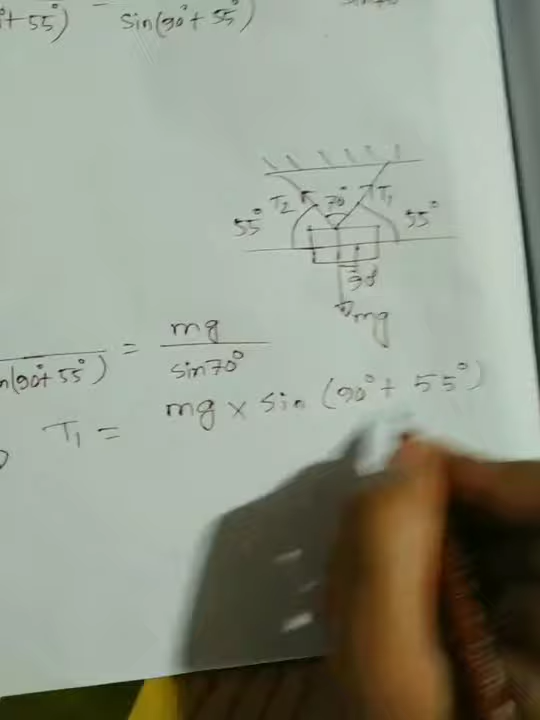 + 55°)
sin(90°+ 55°)
70°
T₂
T₁
55°
55°
90°
mg
n(90°+ 55°)
=
mg
sin70°
T₁ =
mg × sin (90°+ 55°)